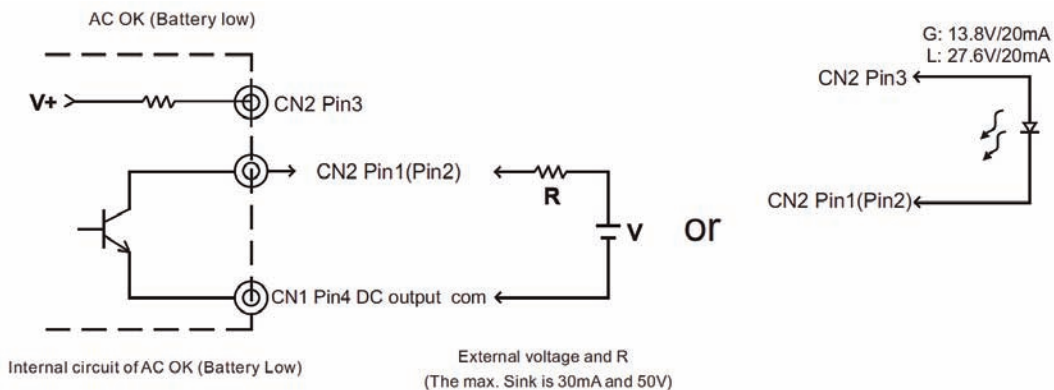 AC OK (Battery low)
G: 13.8V/20mA
L: 27.6V/20mA
V+
CN2 Pin3
CN2 Pin3
CN2 Pin1(Pin2)
R
V
or
CN2 Pin1(Pin2)
CN1 Pin4 DC output com
Internal circuit of AC OK (Battery Low)
External voltage and R
(The max. Sink is 30mA and 50V)